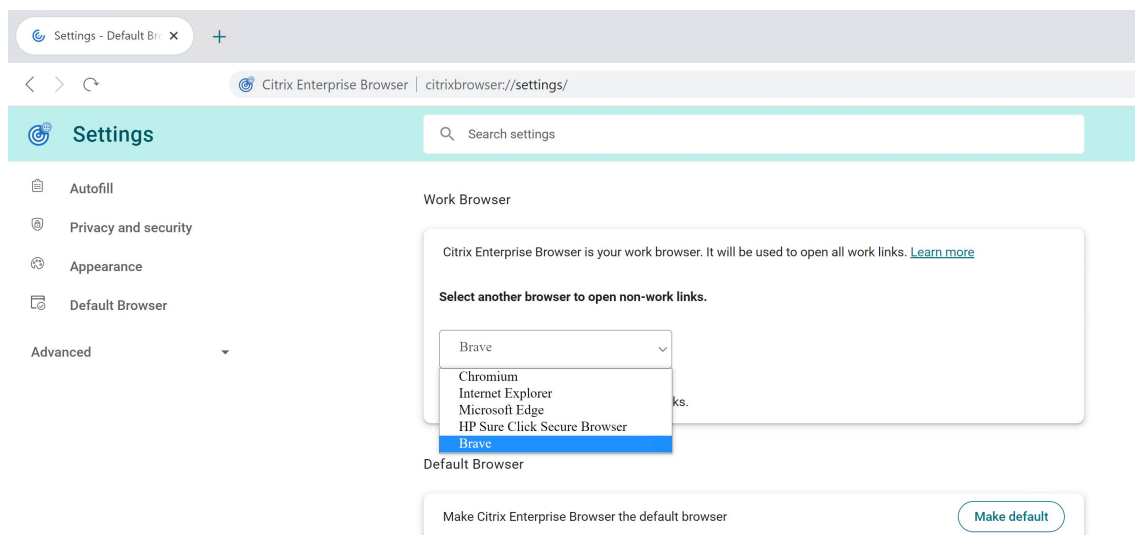 Settings - Default Bro
Citrix Enterprise Browser | citrixbrowser://settings/
Settings
Search settings
Autofill
Privacy and security
Appearance
Default Browser
Advanced
Work Browser
Citrix Enterprise Browser is your work browser. It will be used to open all work links. Learn more
Select another browser to open non-work links.
Brave
Chromium
Internet Explorer
Microsoft Edge
HP Sure Click Secure Browser
Brave
ks.
Default Browser
Make Citrix Enterprise Browser the default browser
Make default